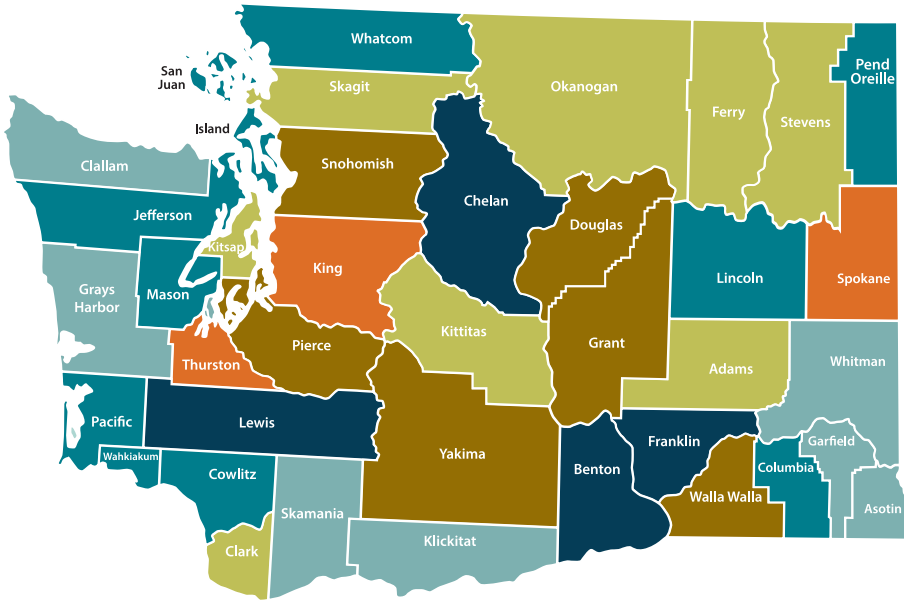 Whatcom
San
Juan
Skagit
Okanogan
Pend
Oreille
Ferry
Stevens
Island
Clallam
Snohomish
Chelan
Jefferson
Douglas
Kitsap
King
Lincoln
Spokane
Grays
Harbor
Mason
Kittitas
Grant
Pierce
Thurston
Adams
Whitman
Pacific
Lewis
Franklin
Garfield
Wahkiakum
Yakima
Benton
Columbia
Cowlitz
Walla Walla
Skamania
Asotin
Klickitat
Clark